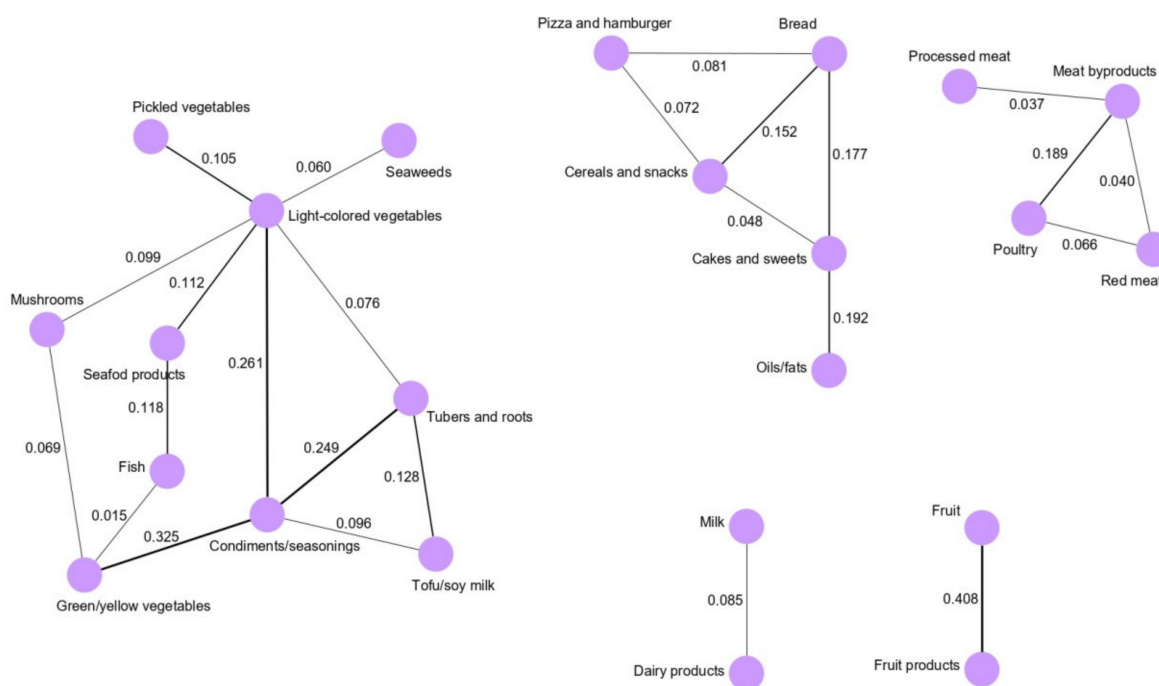 Pizza and hamburger
Bread
Processed meat
Meat byproducts
0.081
0.037
Pickled vegetables
0.072
0.152
0.177
0.189
0.040
0.105
0.060
Seaweeds
Cereals and snacks
Light-colored vegetables
0.048
0.066
Poultry
Cakes and sweets
Red meat
0.099
0.112
0.076
Mushrooms
0.192
0.261
Seafod products
Oils/fats
0.118
Tubers and roots
0.069
0.249
0.128
Fish
0.015
0.325
0.096
Condiments/seasonings
Milk
Fruit
Tofu/soy milk
Green/yellow vegetables
0.085
0.408
Dairy products
Fruit products